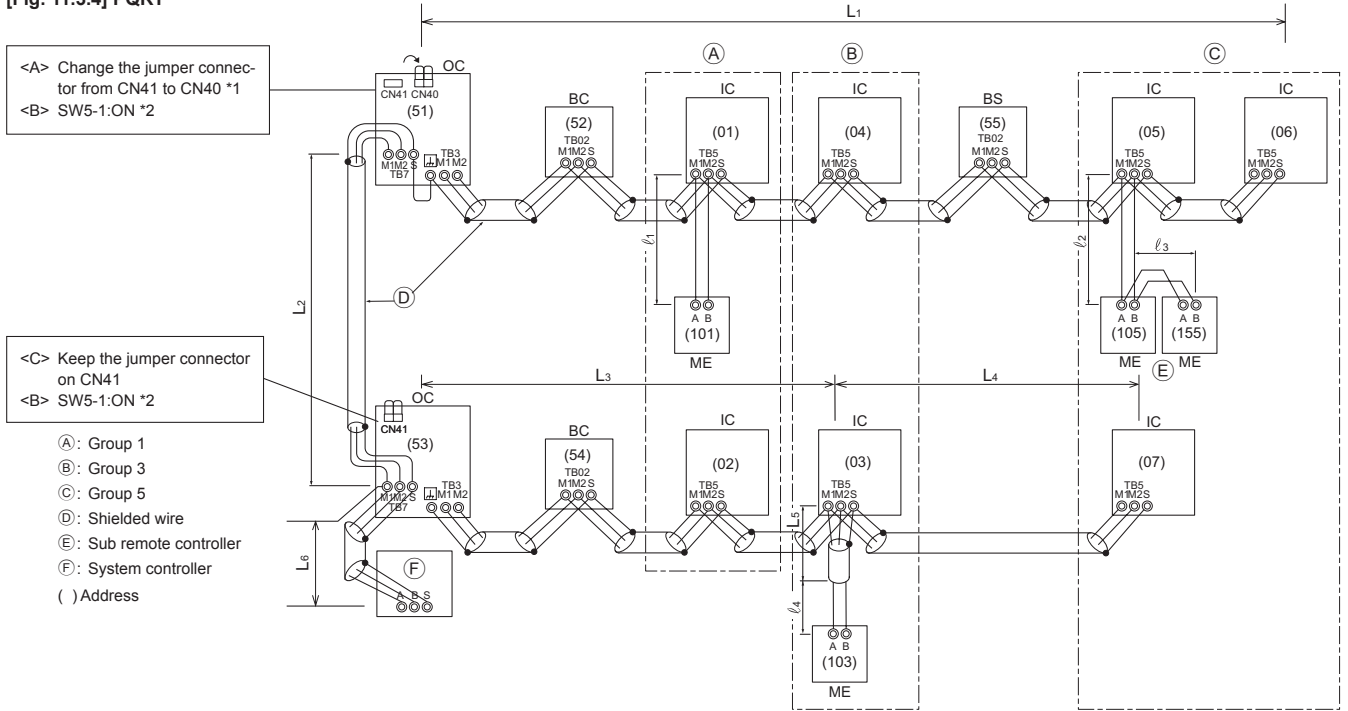 [Fig. 11.3.4] PQRY
L1
<A> Change the jumper connec-
tor from CN41 to CN40 *1
<B> SW5-1:ON *2
OC
CN41 CN40
(51)
M1M2 S
TB7
TB3
M1M2
BC
(52)
TB02
M1M2 S
A
IC
(01)
TB5
M1M2S
B
IC
(04)
TB5
M1M2S
BS
(55)
TB02
M1M2 S
C
IC
(05)
TB5
M1M2S
IC
(06)
TB5
M1M2S
L2
D
ℓ1
A B
(101)
ME
ℓ2
ℓ3
A B
(105)
ME
A B
(155)
ME
E
<C> Keep the jumper connector
on CN41
<B> SW5-1:ON *2
L3
L4
OC
CN41
(53)
M1M2 S
TB7
TB3
M1M2
BC
(54)
TB02
M1M2 S
IC
(02)
TB5
M1M2S
IC
(03)
TB5
M1M2S
IC
(07)
TB5
M1M2S
A: Group 1
B: Group 3
C: Group 5
D: Shielded wire
E: Sub remote controller
F: System controller
( ) Address
L6
F
A B S
L5
ℓ4
A B
(103)
ME